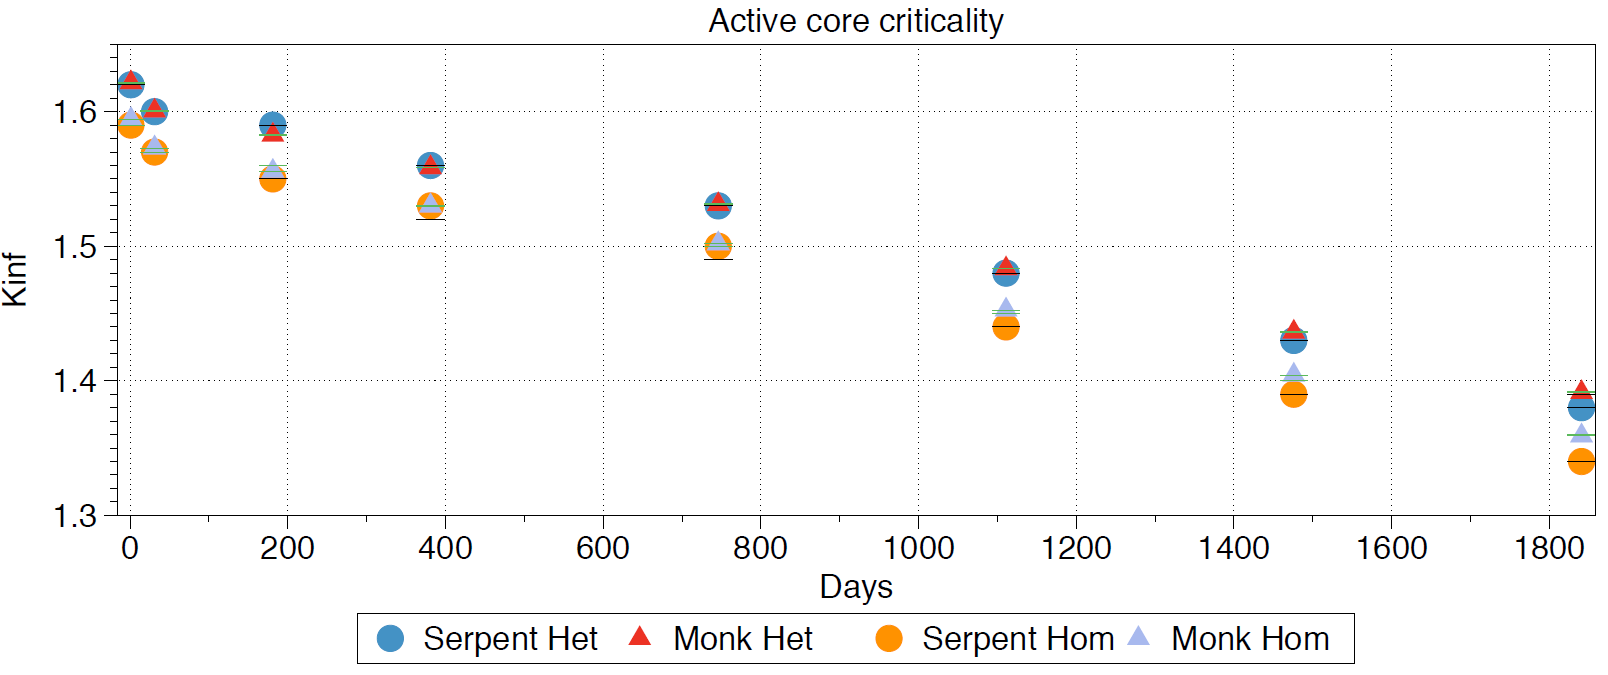 Active core criticality
1.6
1.5
1.4
1.3
Kinf
0 200 400 600 800 1000 1200 1400 1600 1800
Days
Serpent Het Monk Het Serpent Hom Monk Hom